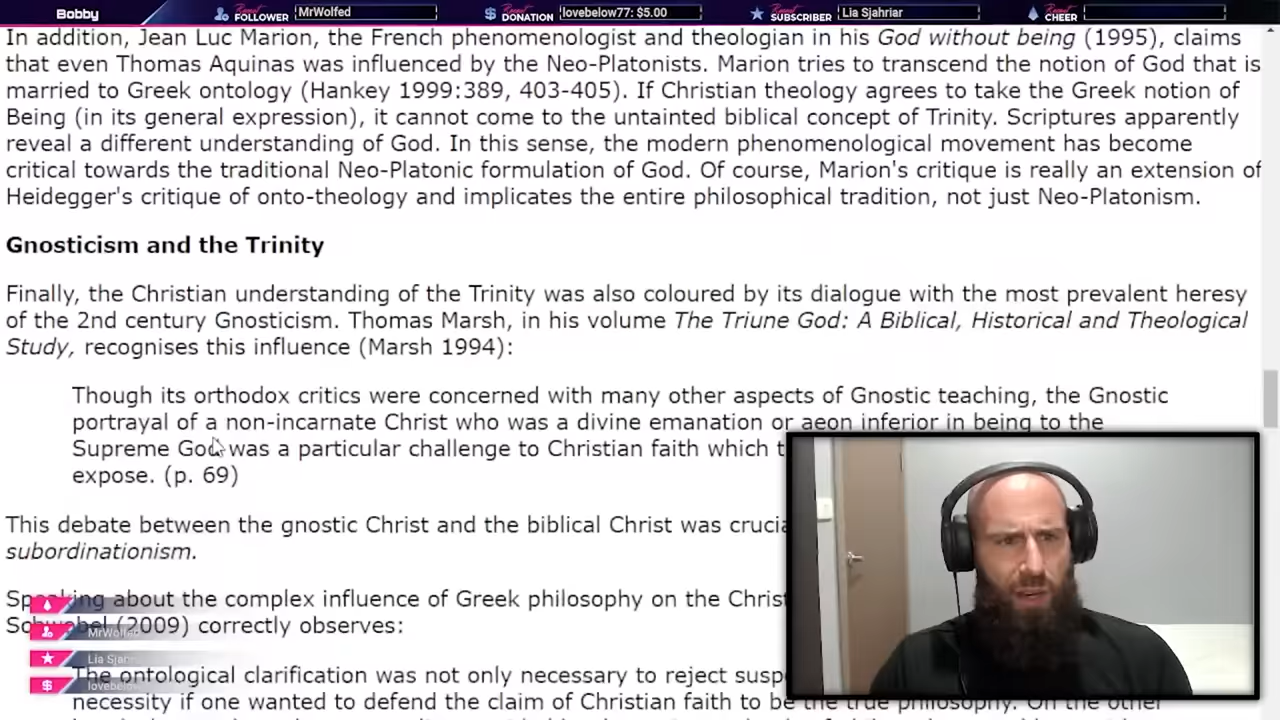 Bobby
Recent FOLLOWER MrWolfed
Recent DONATION lovebelow77: $5.00
Recent SUBSCRIBER Lia Sjahriar
Recent CHEER
In addition, Jean Luc Marion, the French phenomenologist and theologian in his God without being (1995), claims
that even Thomas Aquinas was influenced by the Neo-Platonists. Marion tries to transcend the notion of God that is
married to Greek ontology (Hankey 1999:389, 403-405). If Christian theology agrees to take the Greek notion of
Being (in its general expression), it cannot come to the untainted biblical concept of Trinity. Scriptures apparently
reveal a different understanding of God. In this sense, the modern phenomenological movement has become
critical towards the traditional Neo-Platonic formulation of God. Of course, Marion's critique is really an extension of
Heidegger's critique of onto-theology and implicates the entire philosophical tradition, not just Neo-Platonism.
Gnosticism and the Trinity
Finally, the Christian understanding of the Trinity was also coloured by its dialogue with the most prevalent heresy
of the 2nd century Gnosticism. Thomas Marsh, in his volume The Triune God: A Biblical, Historical and Theological
Study, recognises this influence (Marsh 1994):
Though its orthodox critics were concerned with many other aspects of Gnostic teaching, the Gnostic
portrayal of a non-incarnate Christ who was a divine emanation or aeon inferior in being to the
Supreme God was a particular challenge to Christian faith which
expose. (p. 69)
This debate between the gnostic Christ and the biblical Christ was
subordinationism.
about the complex influence of Greek philosophy on the
(2009) correctly observes:
MrWolfed
Lia
The ontological clarification was not only necessary to reject
necessity if one wanted to defend the claim of Christian faith to be the true philosophy. On the other